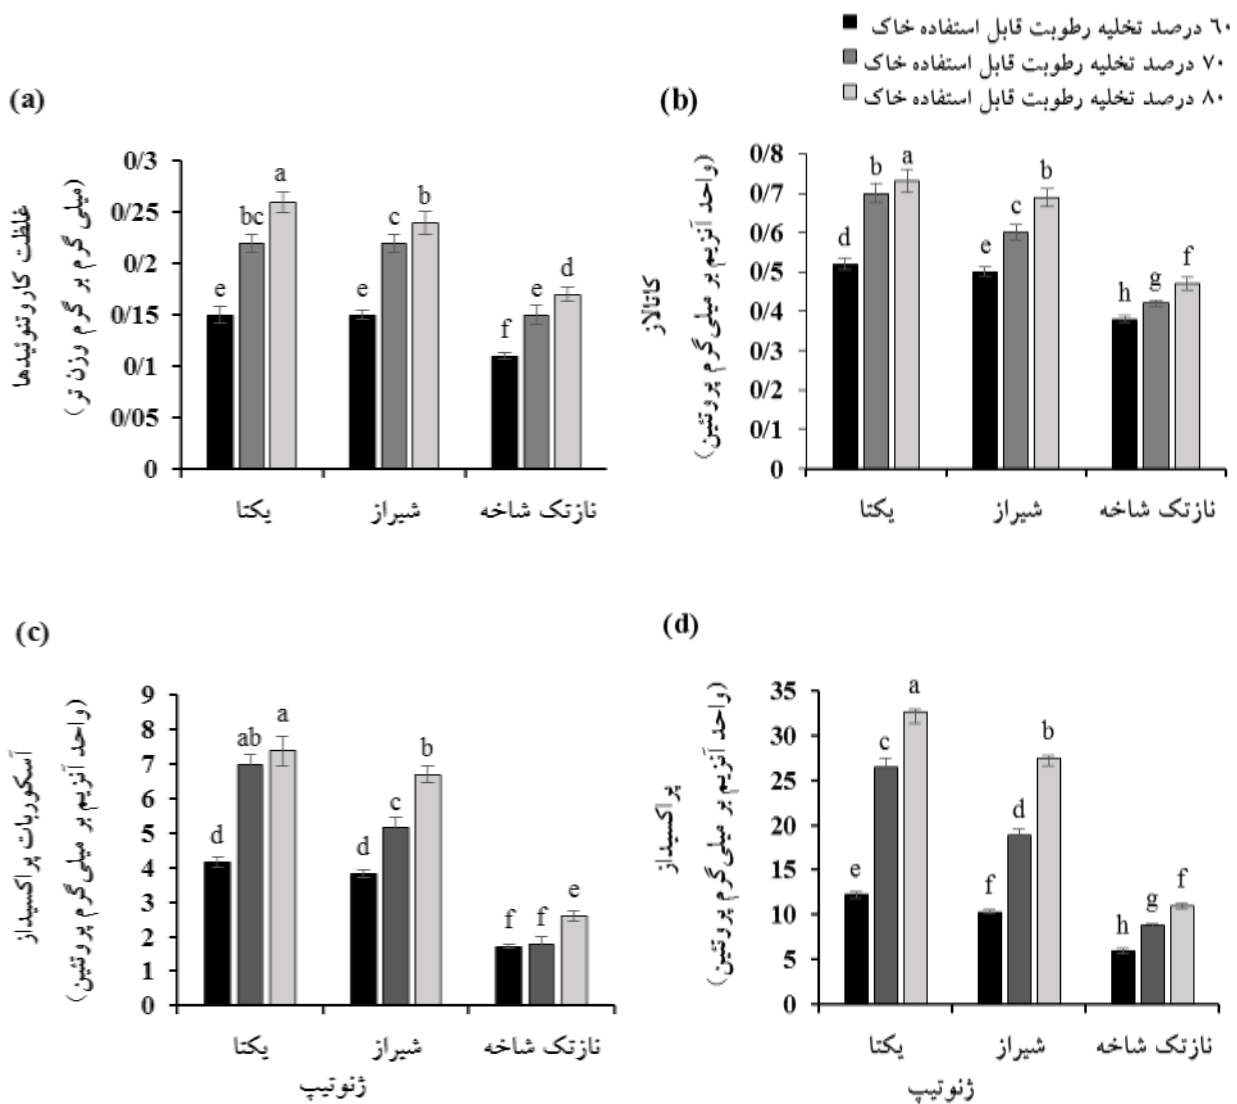 ۶۰ درصد تخلیه رطوبت قابل استفاده خاک
۷۰ درصد تخلیه رطوبت قابل استفاده خاک
۸۰ درصد تخلیه رطوبت قابل استفاده خاک
(a)
غلظت کاروتنوئیدها
(میلی گرم بر گرم وزن تر)
0/3
0/25
0/2
0/15
0/1
0/05
0
e bc a
e c b
f e d
یکتا شیراز نازتک شاخه
(b)
کاتالاز
(واحد آنزیم بر میلی‌گرم پروتئین)
0/8
0/7
0/6
0/5
0/4
0/3
0/2
0/1
0
d b a
e c b
h g f
یکتا شیراز نازتک شاخه
(c)
آسکوربات پراکسیداز
(واحد آنزیم بر میلی‌گرم پروتئین)
9
8
7
6
5
4
3
2
1
0
d ab a
d c b
f f e
یکتا شیراز نازتک شاخه
ژنوتیپ
(d)
پراکسیداز
(واحد آنزیم بر میلی‌گرم پروتئین)
35
30
25
20
15
10
5
0
e c a
f d b
h g f
یکتا شیراز نازتک شاخه
ژنوتیپ